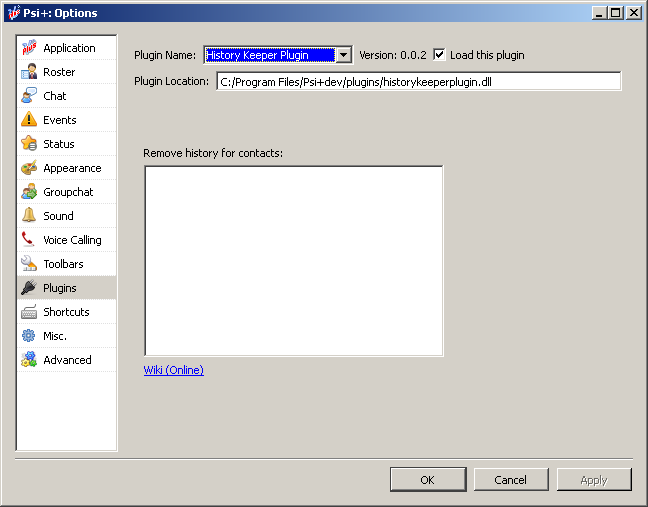 Psi+: Options
Application
Roster
Chat
Events
Status
Appearance
Groupchat
Sound
Voice Calling
Toolbars
Plugins
Shortcuts
Misc.
Advanced
Plugin Name: History Keeper Plugin Version: 0.0.2 Load this plugin
Plugin Location: C:/Program Files/Psi+dev/plugins/historykeeperplugin.dll
Remove history for contacts:
Wiki (Online)
OK Cancel Apply